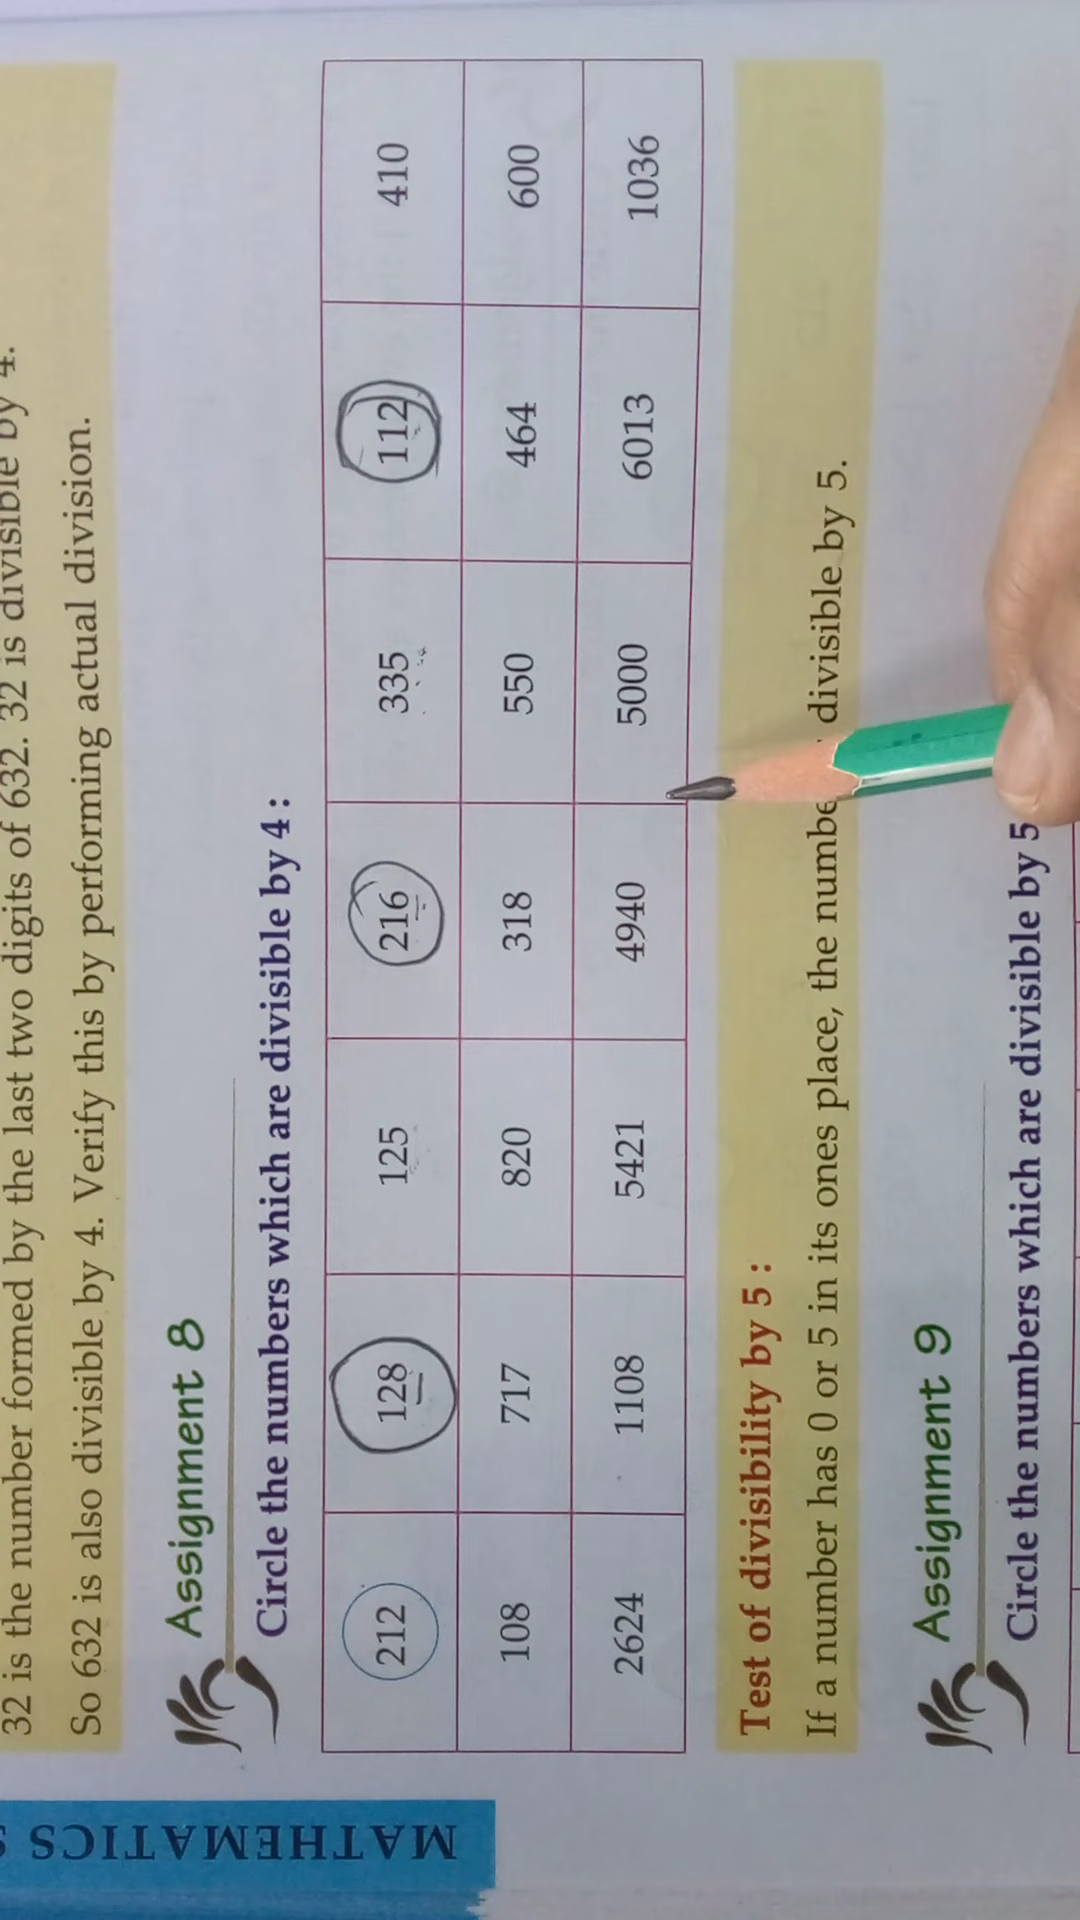 32 is the number formed by the last two digits of 632. 32 is divisible by 4.
So 632 is also divisible by 4. Verify this by performing actual division.
Assignment 8
Circle the numbers which are divisible by 4 :
212 128 125 216 335 112 410
108 717 820 318 550 464 600
2624 1108 5421 4940 5000 6013 1036
Test of divisibility by 5 :
If a number has 0 or 5 in its ones place, the divisible by 5.
Assignment 9
Circle the numbers which are divisible by 5
MATHEMATICS